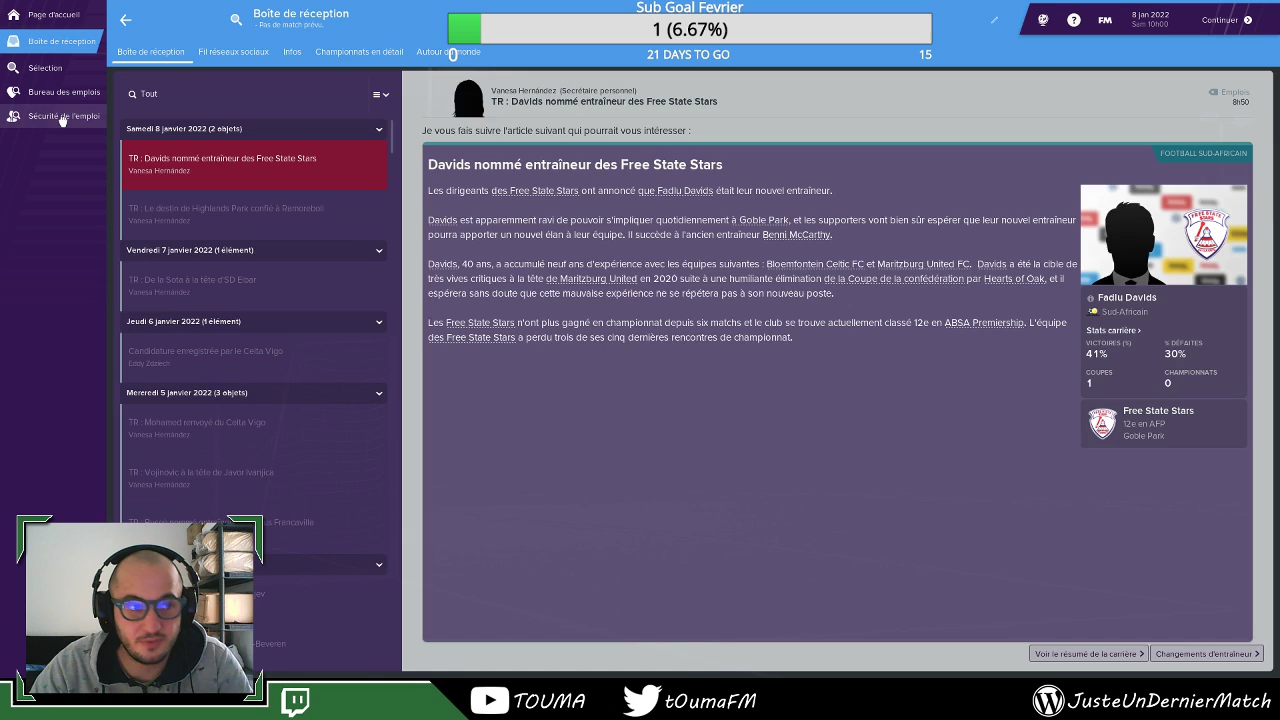 Page d'accueil
Boîte de réception
Sélection
Bureau des emplois
Sécurité de l'emploi
Boîte de réception
- Pas de match prévu.
Boîte de réception
Fil réseaux sociaux
Infos
Championnats en détail
Autour du monde
Sub Goal Fevrier
1 (6.67%)
0
21 DAYS TO GO
15
FM
8 jan 2022
Sam 10h00
Continuer
Tout
Samedi 8 janvier 2022 (2 objets)
TR : Davids nommé entraîneur des Free State Stars
Vanesa Hernández
TR : Le destin de Highlands Park confié à Ramoreboli
Vanesa Hernández
Vendredi 7 janvier 2022 (1 élément)
TR : De la Sota à la tête d'SD Eibar
Vanesa Hernández
Jeudi 6 janvier 2022 (1 élément)
Candidature enregistrée par le Celta Vigo
Eddy Zdziech
Mercredi 5 janvier 2022 (3 objets)
TR : Mohamed renvoyé du Celta Vigo
Vanesa Hernández
TR : Vojinovic à la tête de Javor Ivanjica
Vanesa Hernández
Francavilla
-Beveren
Vanesa Hernández (Secrétaire personnel)
TR : Davids nommé entraîneur des Free State Stars
Emplois
8h50
Je vous fais suivre l'article suivant qui pourrait vous intéresser :
FOOTBALL SUD-AFRICAIN
Davids nommé entraîneur des Free State Stars
Les dirigeants des Free State Stars ont annoncé que Fadlu Davids était leur nouvel entraîneur.
Davids est apparemment ravi de pouvoir s'impliquer quotidiennement à Goble Park, et les supporters vont bien sûr espérer que leur nouvel entraîneur
pourra apporter un nouvel élan à leur équipe. Il succède à l'ancien entraîneur Benni McCarthy.
Davids, 40 ans, a accumulé neuf ans d'expérience avec les équipes suivantes : Bloemfontein Celtic FC et Maritzburg United FC. Davids a été la cible de
très vives critiques à la tête de Maritzburg United en 2020 suite à une humiliante élimination de la Coupe de la confédération par Hearts of Oak, et il
espérera sans doute que cette mauvaise expérience ne se répétera pas à son nouveau poste.
Les Free State Stars n'ont plus gagné en championnat depuis six matchs et le club se trouve actuellement classé 12e en ABSA Premiership. L'équipe
des Free State Stars a perdu trois de ses cinq dernières rencontres de championnat.
Fadlu Davids
Sud-Africain
Stats carrière
VICTOIRES (%)
% DÉFAITES
41%
30%
COUPES
CHAMPIONNATS
1
0
Free State Stars
12e en AFP
Goble Park
Voir le résumé de la carrière
Changements d'entraîneur
TOUMA
tOumaFM
JusteUnDernierMatch